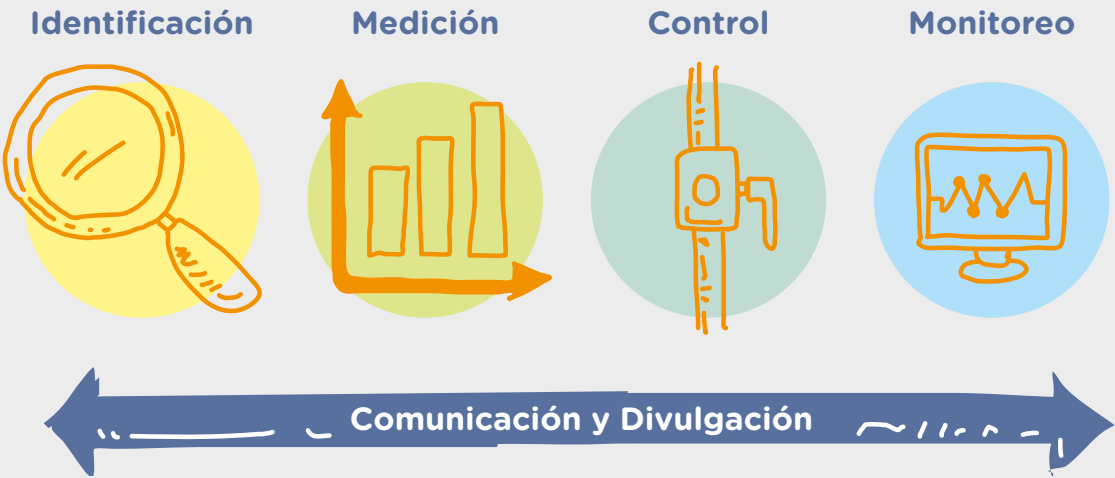 Identificación
Medición
Control
Monitoreo
Comunicación y Divulgación